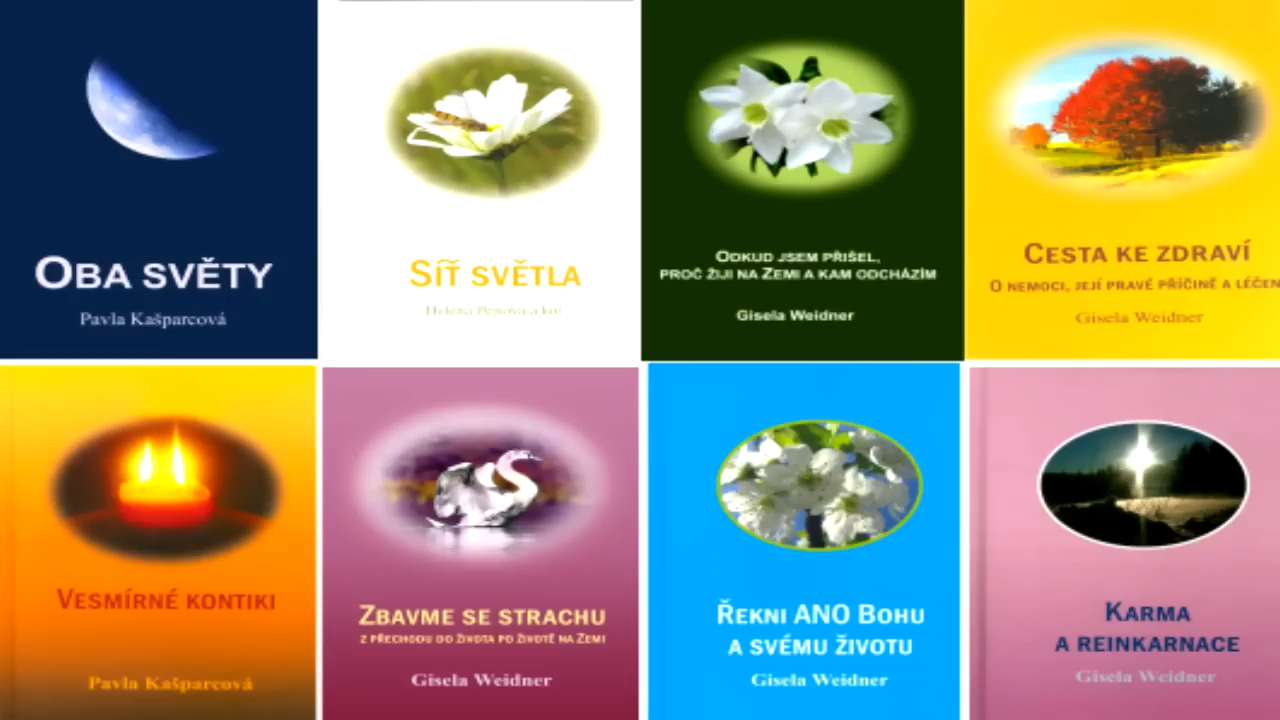 OBA SVĚTY
Pavla Kašparcová
SÍŤ SVĚTLA
Helena
a kol
ODKUD JSEM PŘIŠEL,
PROČ ŽIJI NA ZEMI A KAM ODCHÁZÍM
Gisela Weidner
CESTA KE ZDRAVÍ
O NEMOCI, JEJÍ PRAVÉ PŘÍČINĚ A LÉČEN
Gisela Weidner
VESMÍRNÉ KONTIKI
Pavla Kašparcová
ZBAVME SE STRACHU
Z PŘECHODU DO ŽIVOTA PO ŽIVOTĚ NA ZEMI
Gisela Weidner
ŘEKNI ANO BOHU
A SVÉMU ŽIVOTU
Gisela Weidner
KARMA
A REINKARNACE
Gisela Weidner